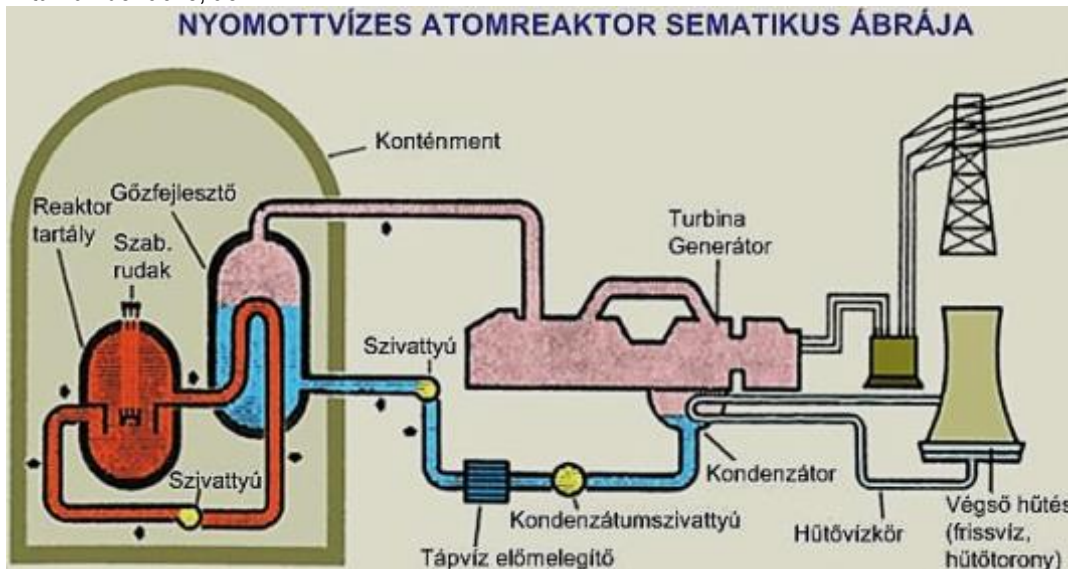 NYOMOTTVÍZES ATOMREAKTOR SEMATIKUS ÁBRÁJA
Konténment
Gőzfejlesztő
Reaktor
tartály
Szab.
rudak
Turbina
Generátor
Szivattyú
Szivattyú
Kondenzátor
Kondenzátumszivattyú
Tápvíz előmelegítő
Hűtővízkör
Végső hűtés
(frissvíz,
hűtőtorony)